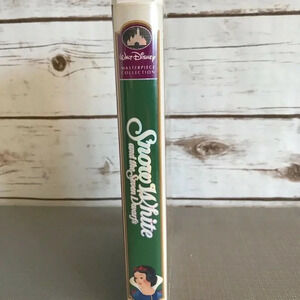 Walt Disney
MASTERPIECE
COLLECTION
Snow White
and the Seven Dwarfs